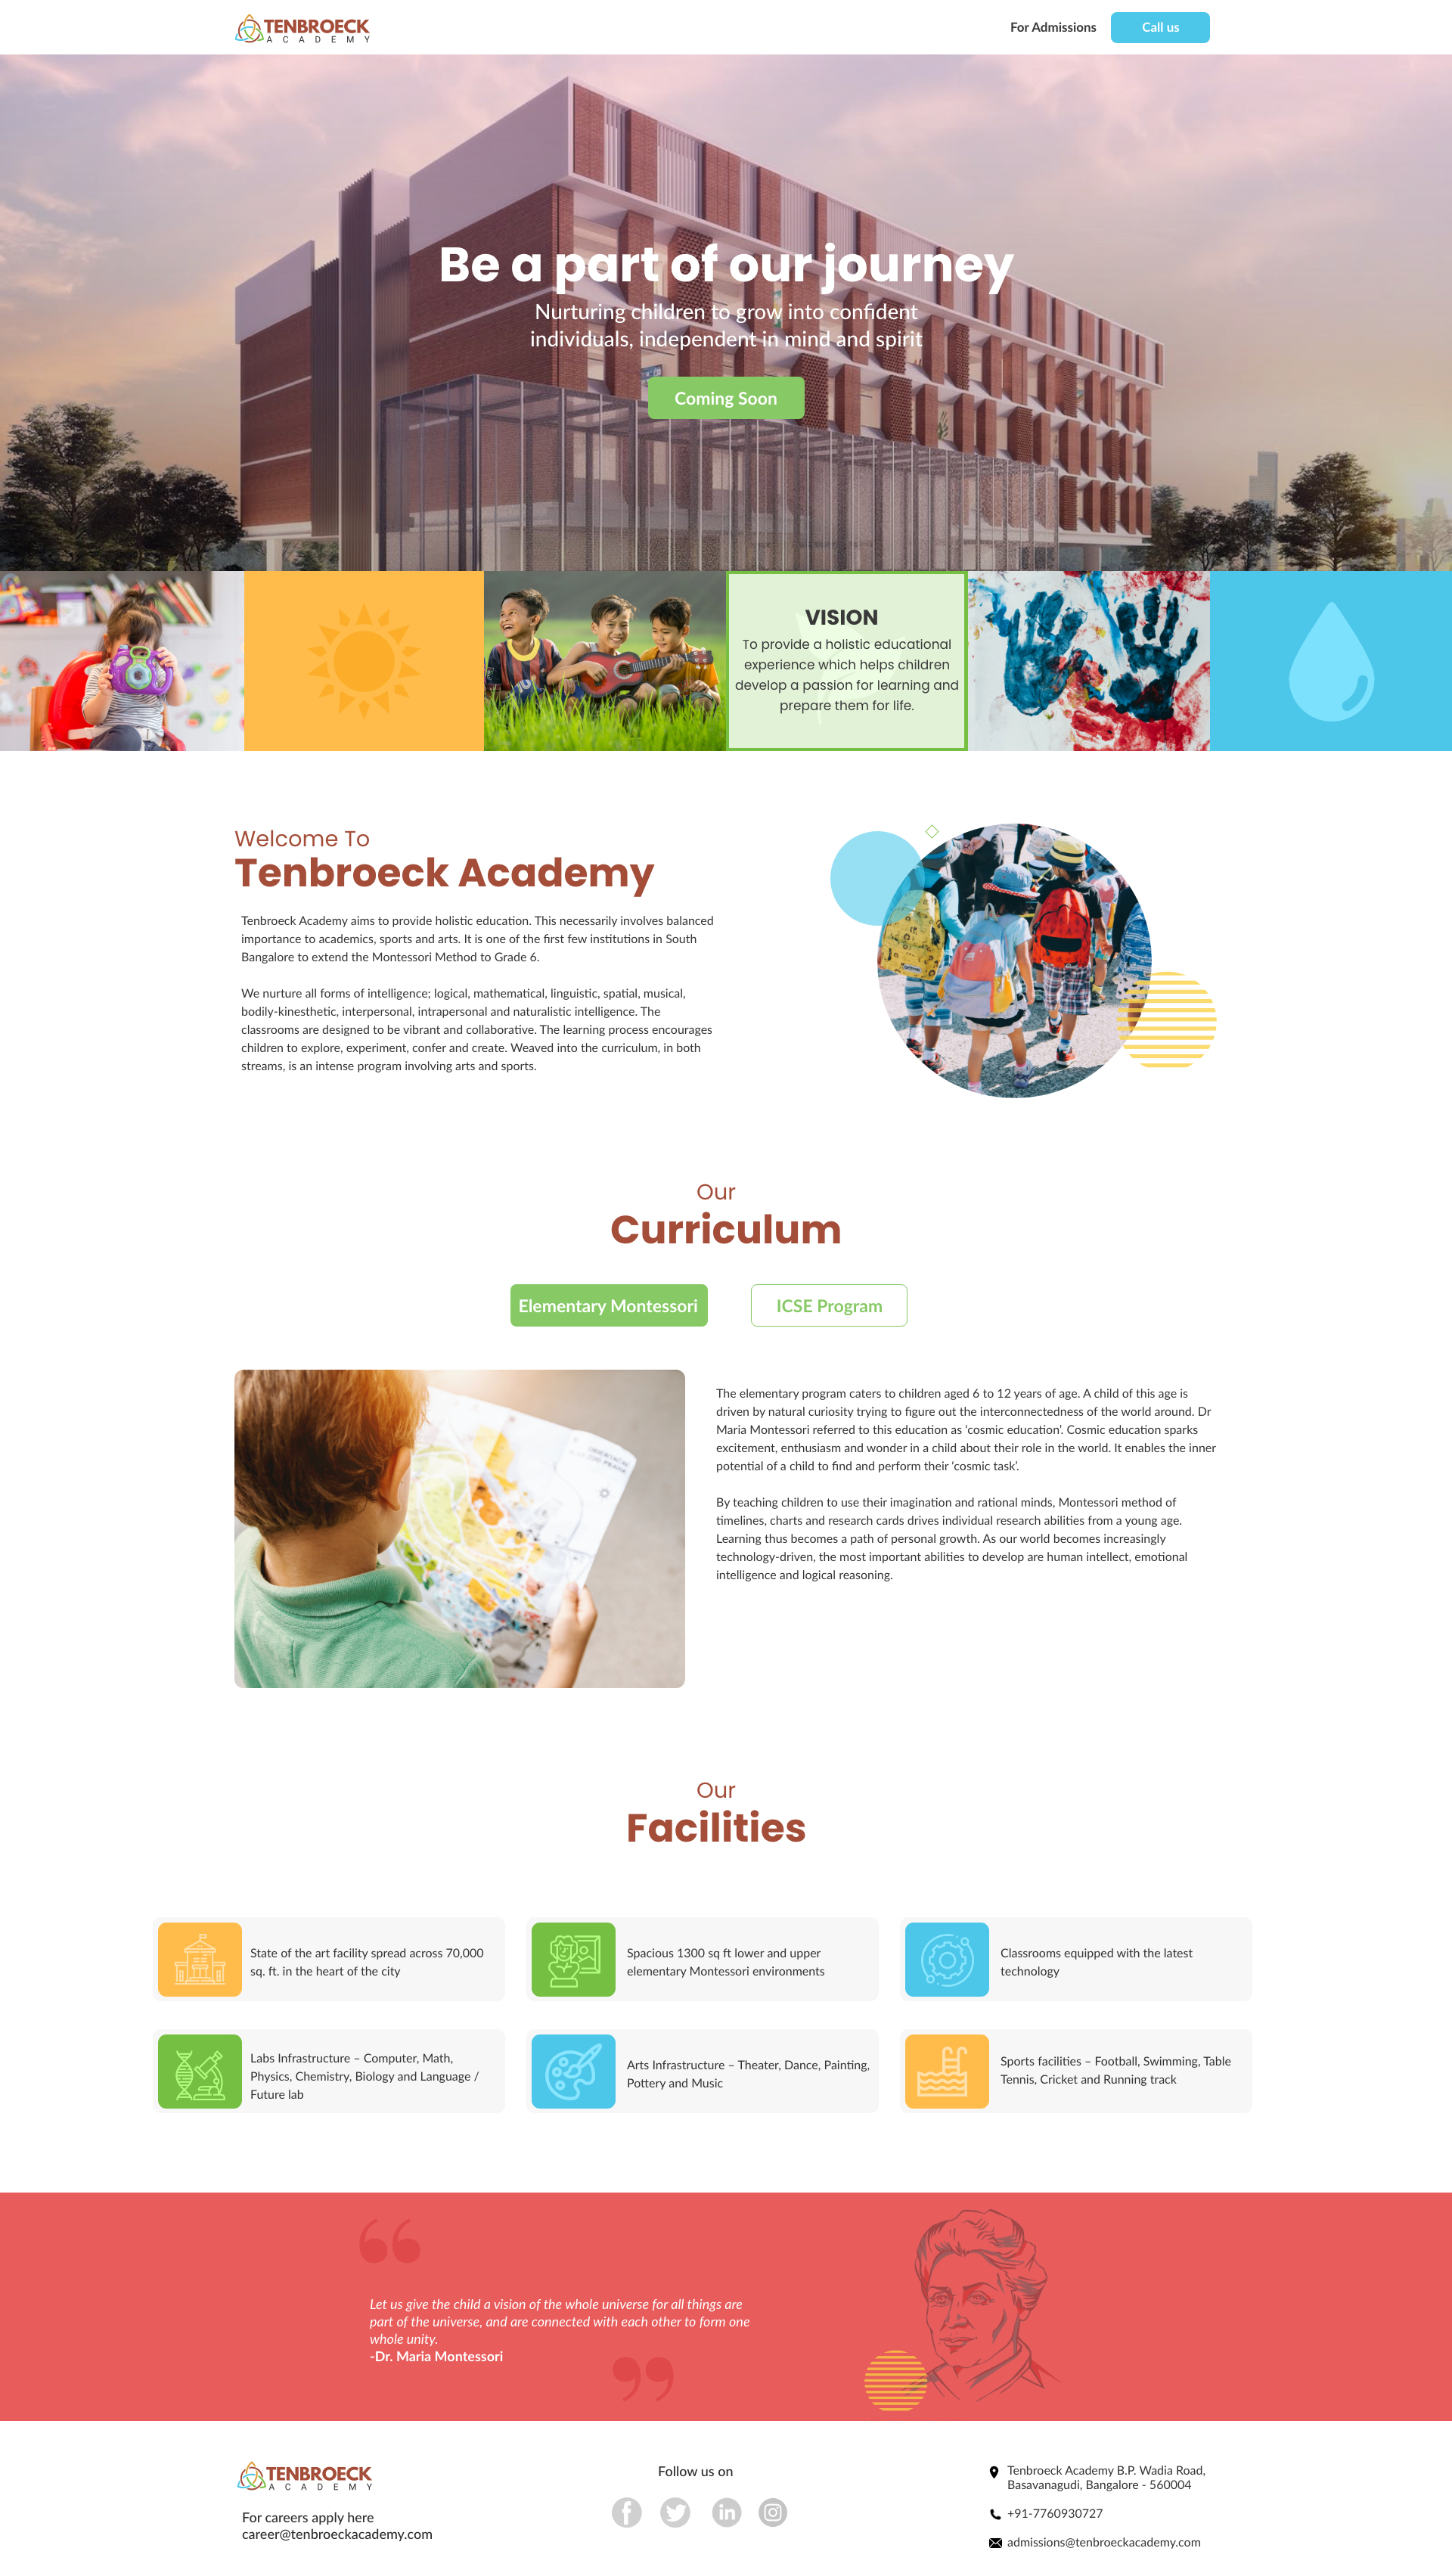 TENBROECK
ACADEMY
For Admissions
Call us
Be a part of our journey
Nurturing children to grow into confident
individuals, independent in mind and spirit
Coming Soon
VISION
To provide a holistic educational
experience which helps children
develop a passion for learning and
prepare them for life.
Welcome To
Tenbroeck Academy
Tenbroeck Academy aims to provide holistic education. This necessarily involves balanced
importance to academics, sports and arts. It is one of the first few institutions in South
Bangalore to extend the Montessori Method to Grade 6.
We nurture all forms of intelligence; logical, mathematical, linguistic, spatial, musical,
bodily-kinesthetic, interpersonal, intrapersonal and naturalistic intelligence. The
classrooms are designed to be vibrant and collaborative. The learning process encourages
children to explore, experiment, confer and create. Weaved into the curriculum, in both
streams, is an intense program involving arts and sports.
Our
Curriculum
Elementary Montessori
ICSE Program
The elementary program caters to children aged 6 to 12 years of age. A child of this age is
driven by natural curiosity trying to figure out the interconnectedness of the world around. Dr
Maria Montessori referred to this education as ‘cosmic education’. Cosmic education sparks
excitement, enthusiasm and wonder in a child about their role in the world. It enables the inner
potential of a child to find and perform their ‘cosmic task’.
By teaching children to use their imagination and rational minds, Montessori method of
timelines, charts and research cards drives individual research abilities from a young age.
Learning thus becomes a path of personal growth. As our world becomes increasingly
technology-driven, the most important abilities to develop are human intellect, emotional
intelligence and logical reasoning.
Our
Facilities
State of the art facility spread across 70,000
sq. ft. in the heart of the city
Spacious 1300 sq ft lower and upper
elementary Montessori environments
Classrooms equipped with the latest
technology
Labs Infrastructure – Computer, Math,
Physics, Chemistry, Biology and Language /
Future lab
Arts Infrastructure – Theater, Dance, Painting,
Pottery and Music
Sports facilities – Football, Swimming, Table
Tennis, Cricket and Running track
“
Let us give the child a vision of the whole universe for all things are
part of the universe, and are connected with each other to form one
whole unity.
-Dr. Maria Montessori
”
TENBROECK
ACADEMY
For careers apply here
career@tenbroeckacademy.com
Follow us on
Tenbroeck Academy B.P. Wadia Road,
Basavanagudi, Bangalore - 560004
+91-7760930727
admissions@tenbroeckacademy.com